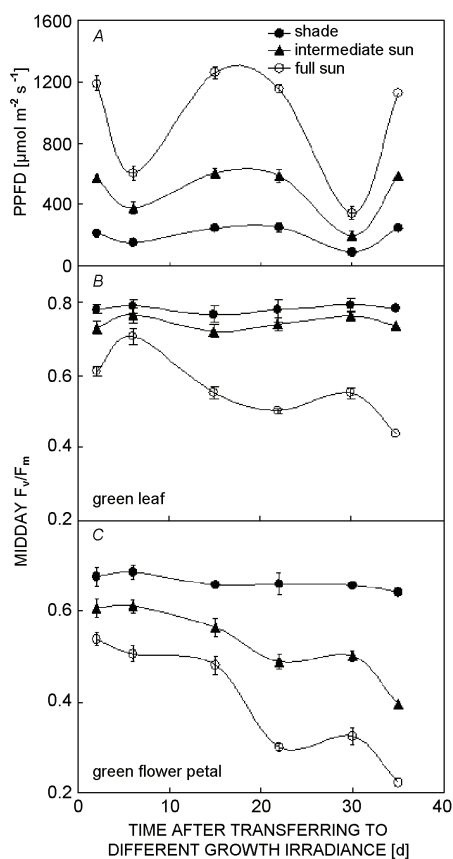 1600
A
shade
intermediate sun
full sun
1200
800
400
0
PPFD [µmol m⁻² s⁻¹]
B
0.8
0.6
0.4
0.2
green leaf
MIDDAY Fv/Fm
C
0.6
0.4
0.2
green flower petal
0 10 20 30 40
TIME AFTER TRANSFERRING TO
DIFFERENT GROWTH IRRADIANCE [d]